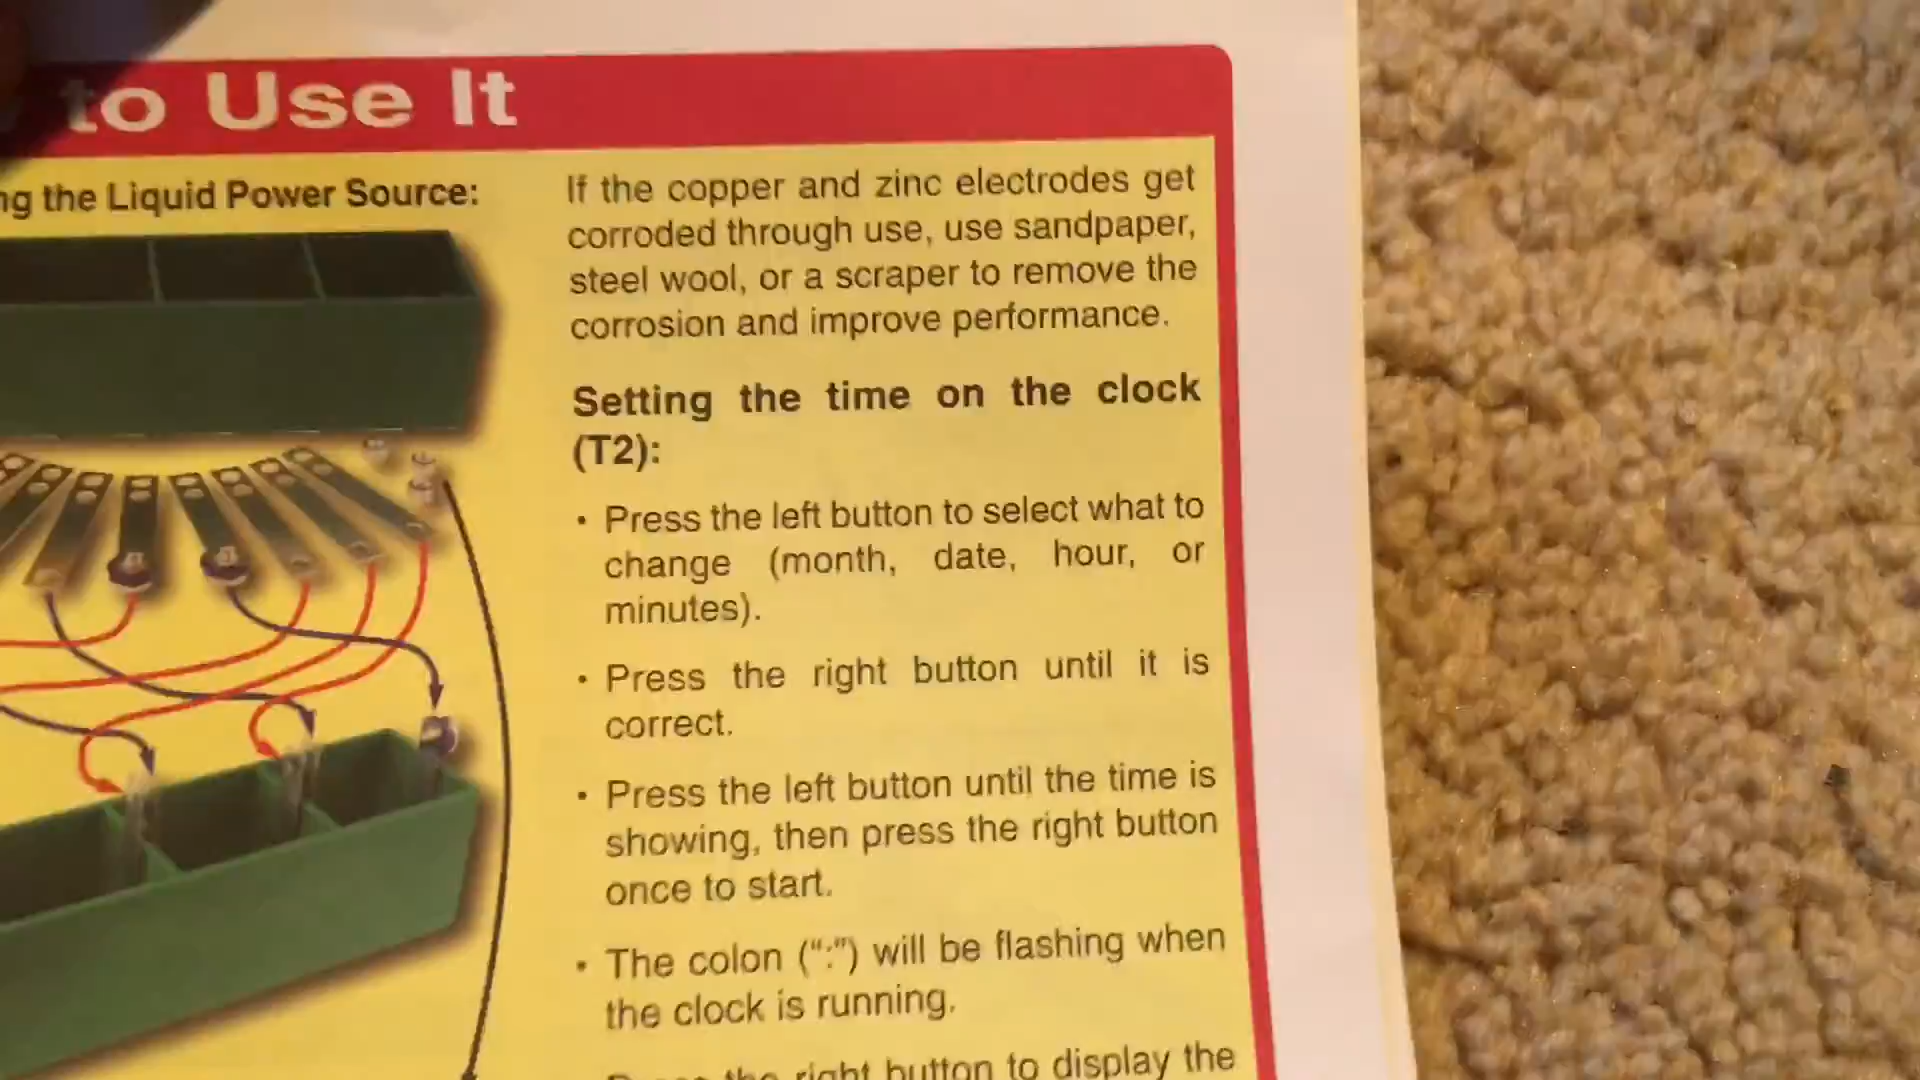 to Use It
the Liquid Power Source:
If the copper and zinc electrodes get
corroded through use, use sandpaper,
steel wool, or a scraper to remove the
corrosion and improve performance.
Setting the time on the clock
(T2):
• Press the left button to select what to
change (month, date, hour, or
minutes).
• Press the right button until it is
correct.
• Press the left button until the time is
showing, then press the right button
once to start.
• The colon (“:”) will be flashing when
the clock is running.
the right button to display the